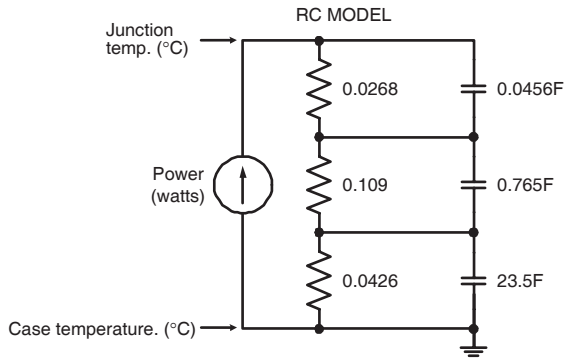 RC MODEL
Junction
temp. (°C)
0.0268
0.0456F
Power
(watts)
0.109
0.765F
0.0426
23.5F
Case temperature. (°C)